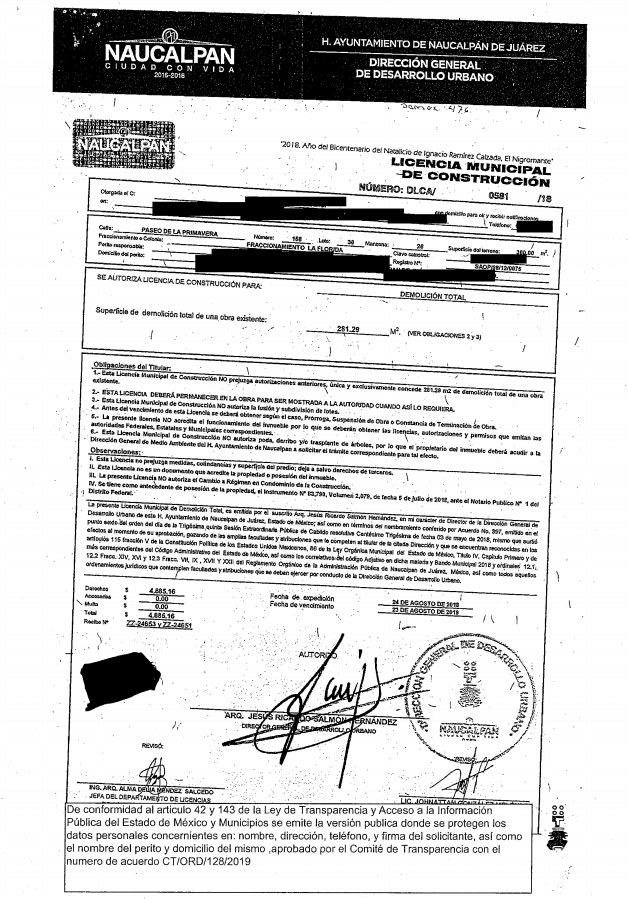 NAUCALPAN
CIUDAD CON VIDA
2016-2018
H. AYUNTAMIENTO DE NAUCALPAN DE JUÁREZ
DIRECCIÓN GENERAL
DE DESARROLLO URBANO
NAUCALPAN
"2018. Año del Bicentenario del Natalicio de Ignacio Ramírez Calzada, El Nigromante"
LICENCIA MUNICIPAL
DE CONSTRUCCIÓN
NÚMERO: DLCA/ 0581 /18
Otorgada el C:
en: con domicilio para oír y recibir notificaciones
Teléfono:
Calle: PASEO DE LA PRIMAVERA Número: 158 Lote: 38 Manzana: 26 Superficie del terreno: 200.00 m².
Fraccionamiento o Colonia: FRACCIONAMIENTO LA FLORIDA Clave catastral:
Perito responsable: Registro N°: SAOP/08/12/0875
Domicilio del perito:
SE AUTORIZA LICENCIA DE CONSTRUCCIÓN PARA:
DEMOLICIÓN TOTAL
Superficie de demolición total de una obra existente: 281.29 M². (VER OBLIGACIONES 2 y 3)
Obligaciones del Titular:
1.- Esta Licencia Municipal de Construcción NO prejuzga autorizaciones anteriores, única y exclusivamente concede 281.29 m2 de demolición total de una obra
existente.
2.- ESTA LICENCIA DEBERÁ PERMANECER EN LA OBRA PARA SER MOSTRADA A LA AUTORIDAD CUANDO ASÍ LO REQUIERA.
3.- Esta Licencia Municipal de Construcción NO autoriza la fusión y subdivisión de lotes.
4.- Antes del vencimiento de esta Licencia se deberá obtener según el caso, Prórroga, Suspensión de Obra o Constancia de Terminación de Obra.
5.- La presente licencia NO acredita el funcionamiento del inmueble por lo que se deberán obtener las licencias, autorizaciones y permisos que emitan las
autoridades Federales, Estatales y Municipales correspondientes.
6.- Esta Licencia Municipal de Construcción NO autoriza poda, derribo y/o trasplante de árboles, por lo que el propietario del inmueble deberá acudir a la
Dirección General de Medio Ambiente del H. Ayuntamiento de Naucalpan a solicitar el trámite correspondiente para tal efecto.
Observaciones:
I. Esta Licencia no prejuzga medidas, colindancias y superficie del predio; deja a salvo derechos de terceros.
II. Esta Licencia no es un documento que acredite la propiedad o posesión del inmueble.
III. La presente Licencia NO autoriza el Cambio a Régimen en Condominio de la Construcción.
IV. Se tiene como antecedente de posesión de la propiedad, el Instrumento N° 83,793, Volumen 2,079, de fecha 5 de julio de 2012, ante el Notario Publico N° 1 del
Distrito Federal.
La presente Licencia Municipal de Demolición Total, es emitida por el suscrito Arq. Jesús Ricardo Salmón Hernández, en mi carácter de Director de la Dirección General de
Desarrollo Urbano de este H. Ayuntamiento de Naucalpan de Juárez, Estado de México; así como en términos del nombramiento conferido por Acuerdo No. 397, emitido en el
punto sexto del orden del día de la Trigésima quinta Sesión Extraordinaria Pública de Cabildo resolutiva Centésimo Trigésima de fecha 03 de mayo de 2018, mismo que surtió
efectos al momento de su aprobación, gozando de las amplias facultades y atribuciones que le competen al titular de la citada Dirección y que se encuentran reconocidos en los
artículos 115 fracción V de la Constitución Política de los Estados Unidos Mexicanos, 86 de la Ley Orgánica Municipal del Estado de México, Título IV, Capítulo Primero y de
más correspondientes del Código Administrativo del Estado de México, así como los correlativos del código Adjetivo en dicha materia y Bando Municipal 2018 y ordinales 12.1,
12.2 Fracc. XIV, XVI y 12.3 Fracc. VII, IX, XVII Y XXII del Reglamento Orgánico de la Administración Pública de Naucalpan de Juárez, México, así como todos aquellos
ordenamientos jurídicos que contemplen facultades y atribuciones que se deben ejercer por conducto de la Dirección General de Desarrollo Urbano.
Derechos $ 4,885.16
Accesorios $ 0.00
Multa $ 0.00
Total $ 4,885.16
Recibo N° ZZ-24653 y ZZ-24651
Fecha de expedición 24 DE AGOSTO DE 2018
Fecha de vencimiento 23 DE AGOSTO DE 2019
AUTORIZÓ
ARQ. JESÚS RICARDO SALMÓN HERNÁNDEZ
DIRECTOR GENERAL DE DESARROLLO URBANO
DIRECCIÓN GENERAL DE DESARROLLO URBANO
NAUCALPAN
REVISÓ:
ING. ARQ. ALMA DELIA MÉNDEZ SALCEDO
JEFA DEL DEPARTAMENTO DE LICENCIAS
REVISÓ:
LIC. JOHNATTAN
De conformidad al articulo 42 y 143 de la Ley de Transparencia y Acceso a la Información
Pública del Estado de México y Municipios se emite la versión publica donde se protegen los
datos personales concernientes en: nombre, dirección, teléfono, y firma del solicitante, así como
el nombre del perito y domicilio del mismo ,aprobado por el Comité de Transparencia con el
numero de acuerdo CT/ORD/128/2019